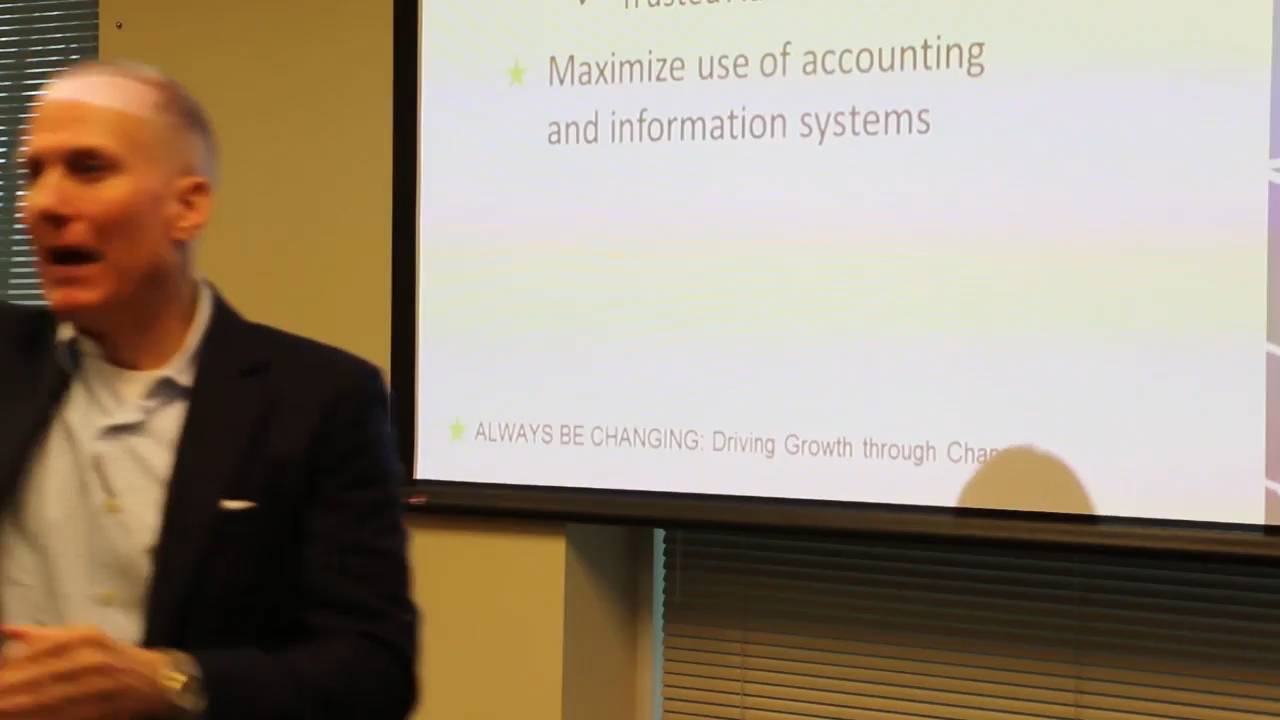 Maximize use of accounting
and information systems
ALWAYS BE CHANGING: Driving Growth through